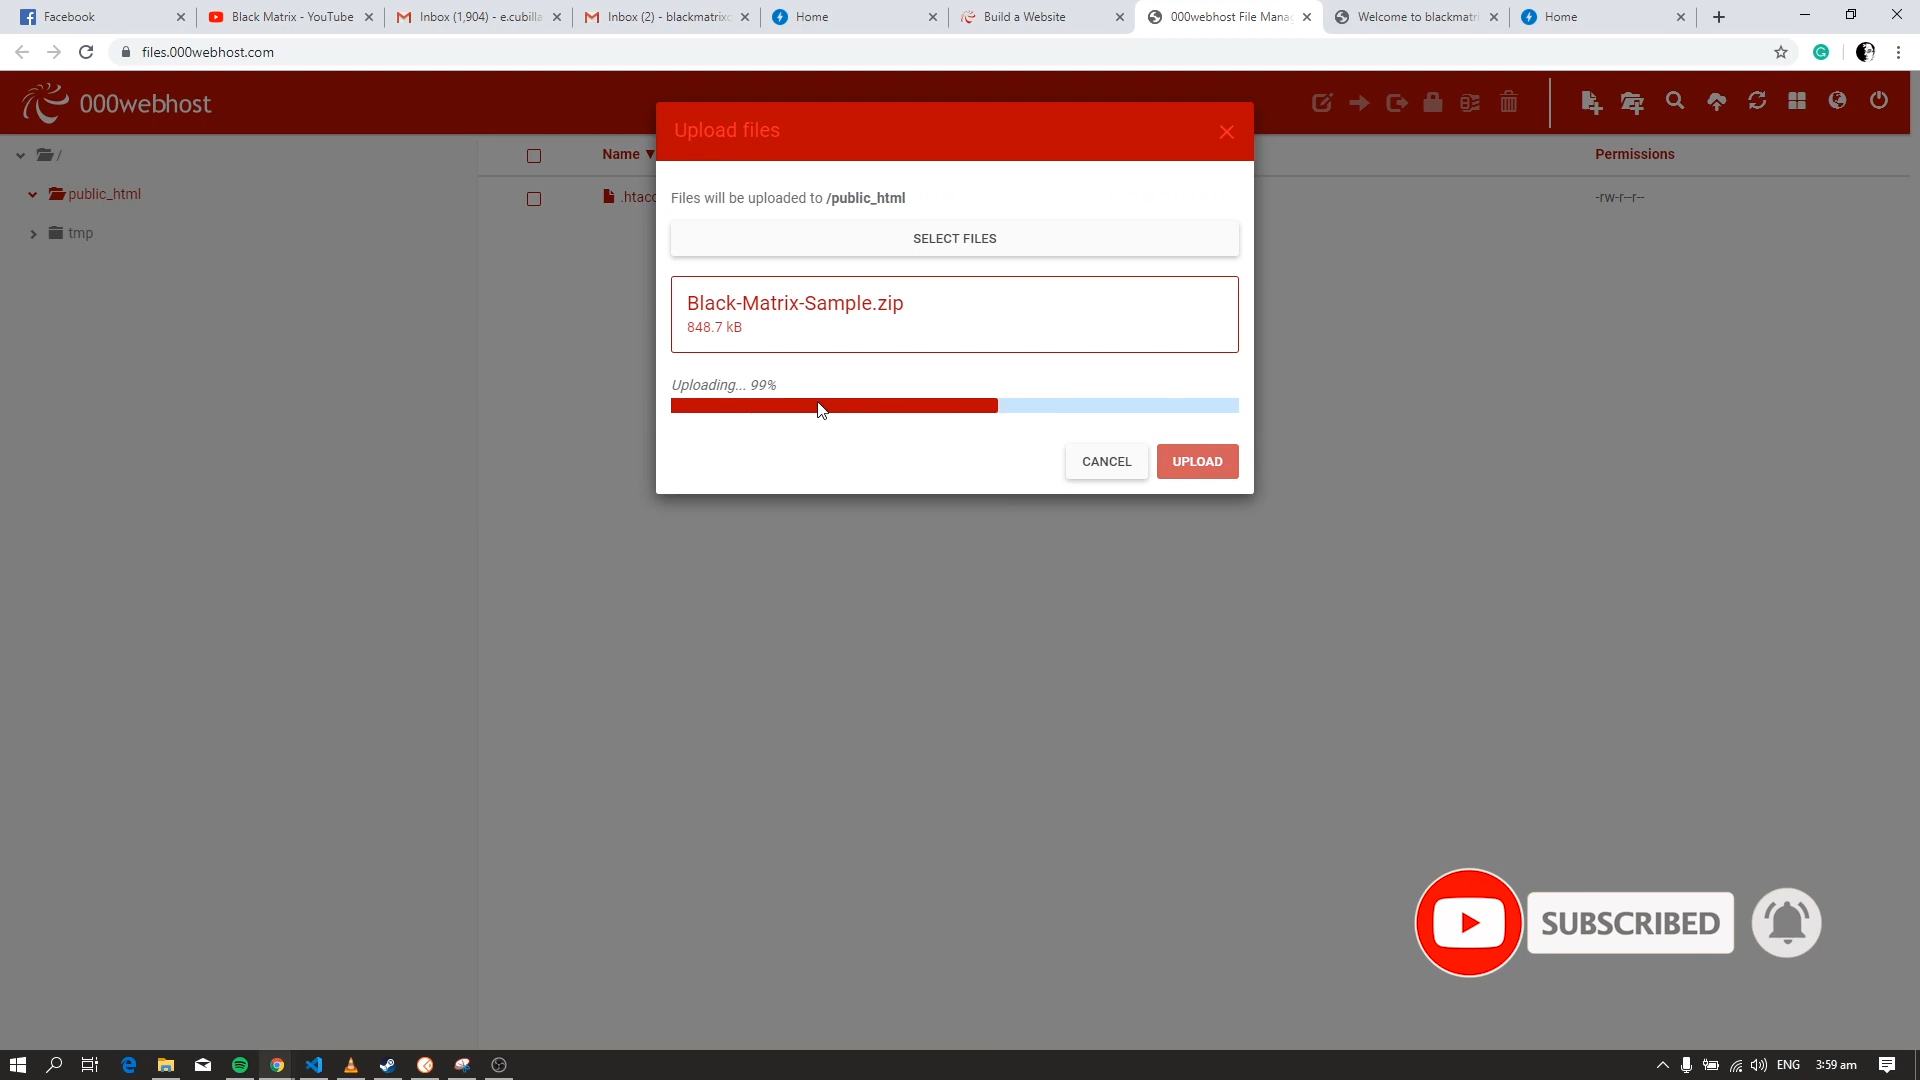 Facebook
Black Matrix - YouTube
Inbox (1,904) - e.cubilla
Inbox (2) - blackmatrixc
Home
Build a Website
000webhost File Mana
Welcome to blackmatri
Home
files.000webhost.com
000webhost
Upload files
/
Name
Permissions
public_html
.htacc
-rw-r--r--
Files will be uploaded to /public_html
tmp
SELECT FILES
Black-Matrix-Sample.zip
848.7 kB
Uploading... 99%
CANCEL
UPLOAD
SUBSCRIBED
ENG
3:59 am